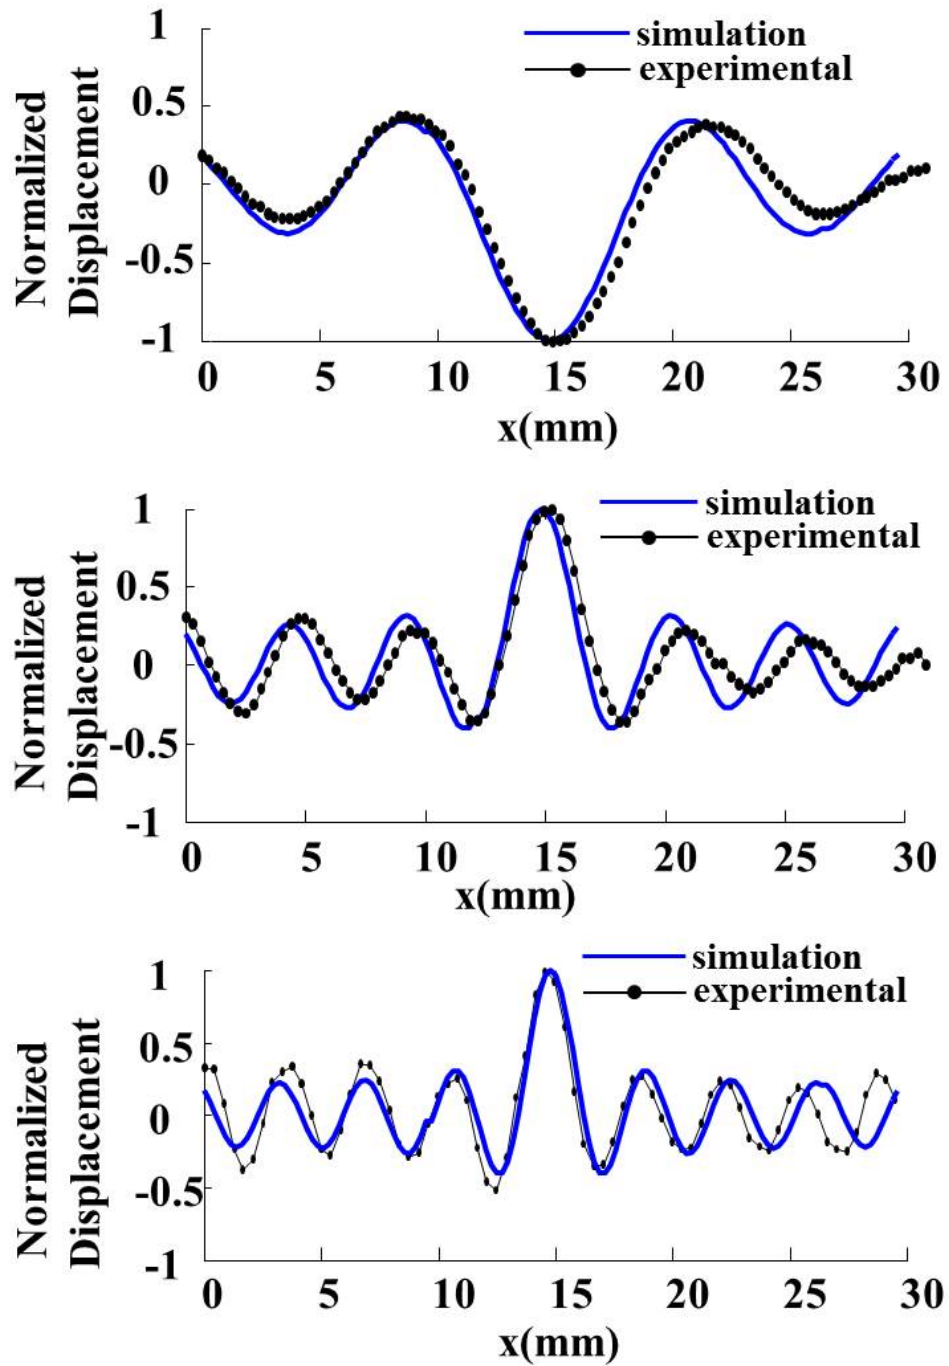 simulation
experimental
Normalized
Displacement
1
0.5
0
-0.5
-1
0 5 10 15 20 25 30
x(mm)
simulation
experimental
Normalized
Displacement
1
0.5
0
-0.5
-1
0 5 10 15 20 25 30
x(mm)
simulation
experimental
Normalized
Displacement
1
0.5
0
-0.5
-1
0 5 10 15 20 25 30
x(mm)